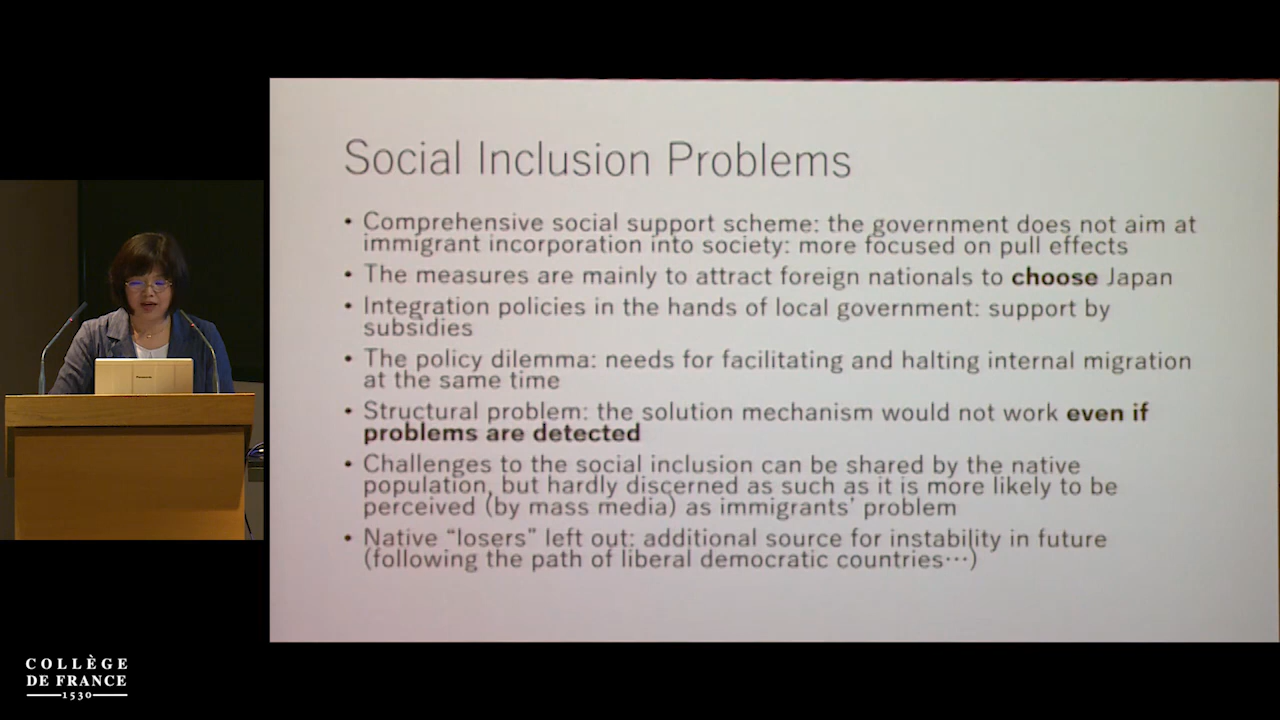 Social Inclusion Problems
• Comprehensive social support scheme: the government does not aim at
immigrant incorporation into society: more focused on pull effects
• The measures are mainly to attract foreign nationals to choose Japan
• Integration policies in the hands of local government: support by
subsidies
• The policy dilemma: needs for facilitating and halting internal migration
at the same time
• Structural problem: the solution mechanism would not work even if
problems are detected
• Challenges to the social inclusion can be shared by the native
population, but hardly discerned as such as it is more likely to be
perceived (by mass media) as immigrants' problem
• Native “losers” left out: additional source for instability in future
(following the path of liberal democratic countries…)
COLLÈGE
DE FRANCE
1530